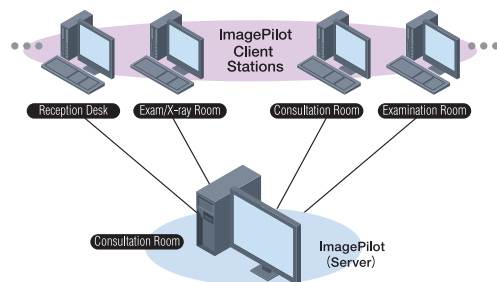 ImagePilot
Client
Stations
Reception Desk
Exam/X-ray Room
Consultation Room
Examination Room
Consultation Room
ImagePilot
(Server)